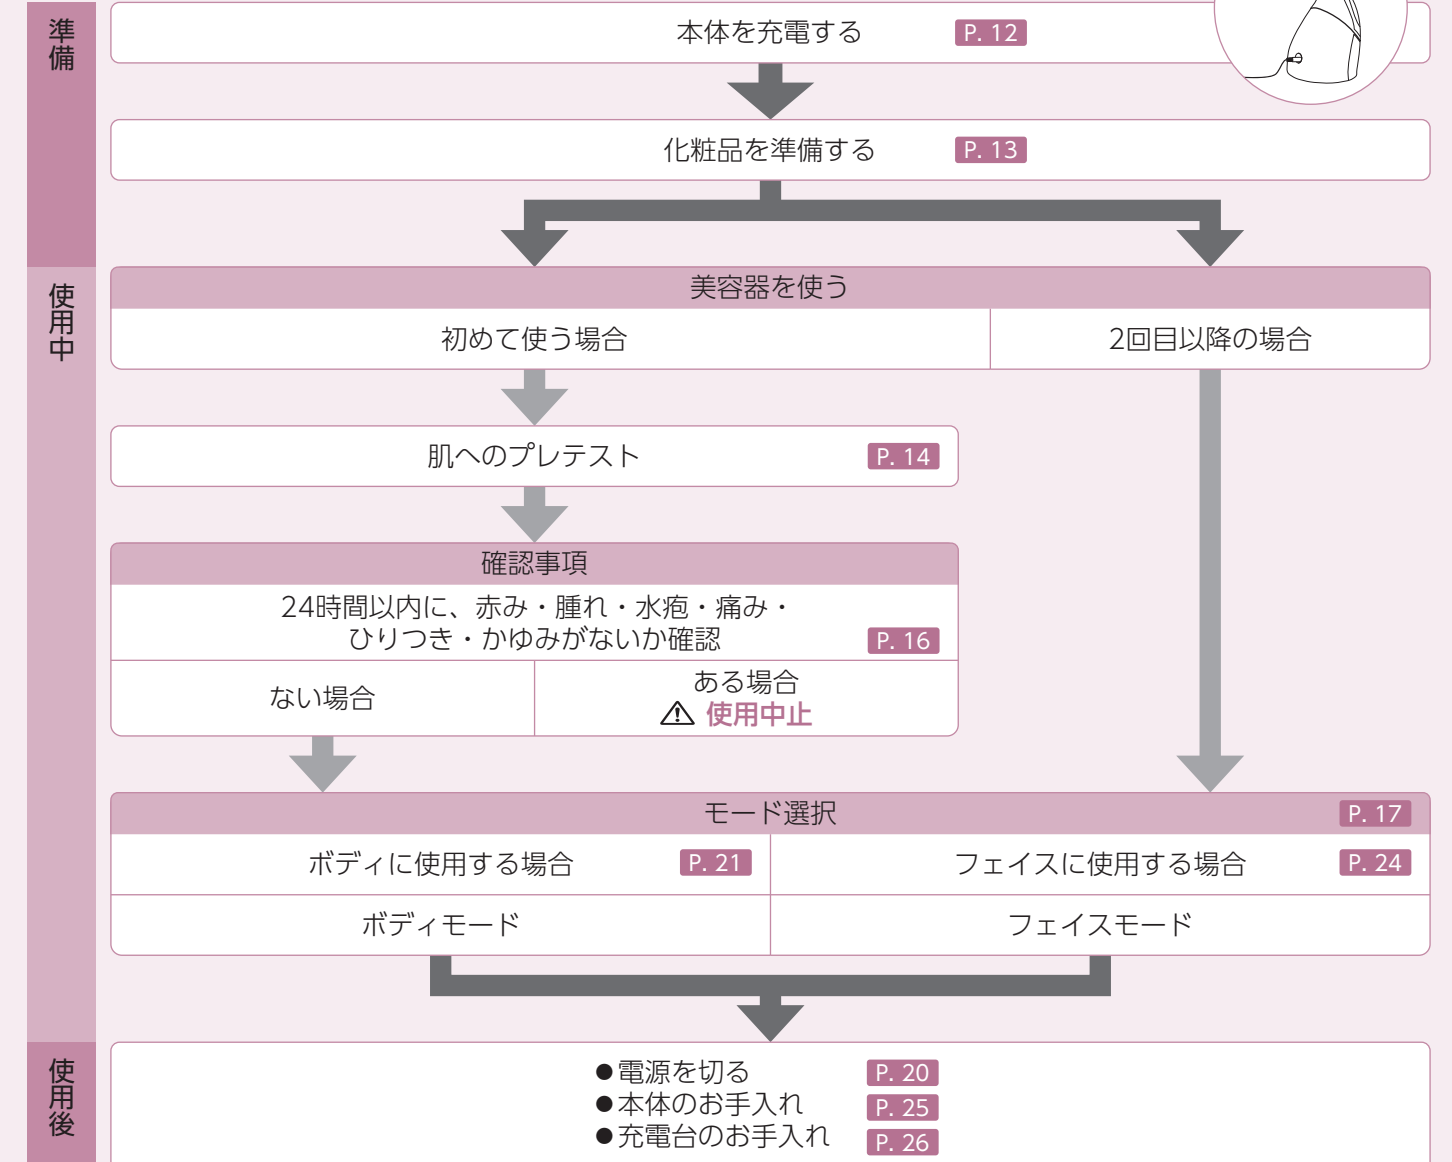 準備
本体を充電する P. 12
化粧品を準備する P. 13
使用中
美容器を使う
初めて使う場合
2回目以降の場合
肌へのプレテスト P. 14
確認事項
24時間以内に、赤み・腫れ・水疱・痛み・
ひりつき・かゆみがないか確認 P. 16
ない場合
ある場合
使用中止
モード選択 P. 17
ボディに使用する場合 P. 21
フェイスに使用する場合 P. 24
ボディモード
フェイスモード
使用後
●電源を切る P. 20
●本体のお手入れ P. 25
●充電台のお手入れ P. 26